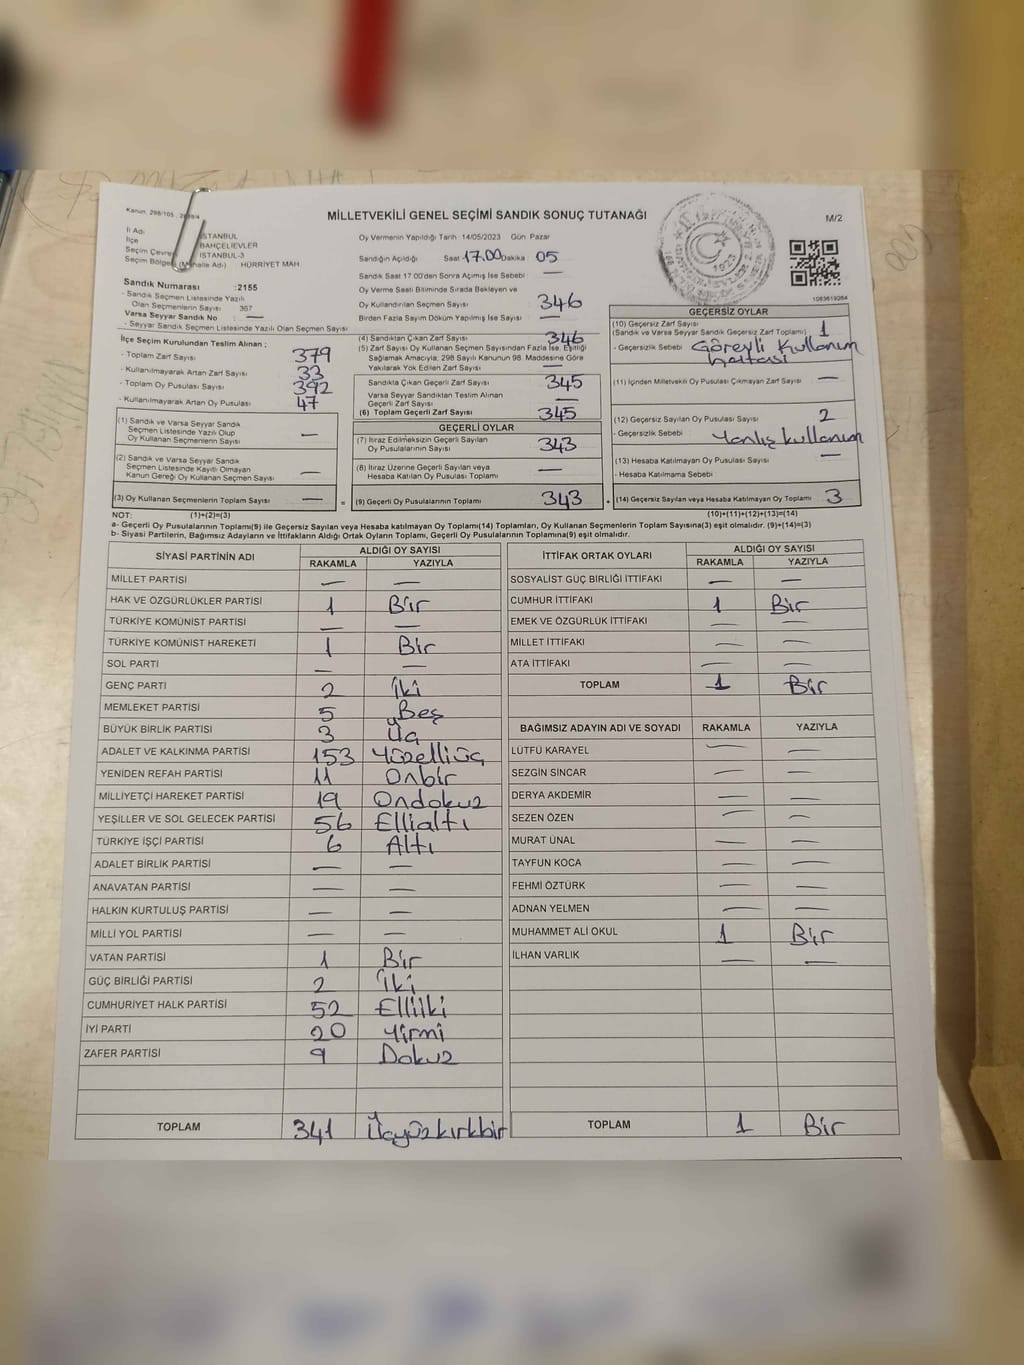 Kanun: 298/105
MİLLETVEKİLİ GENEL SEÇİMİ SANDIK SONUÇ TUTANAĞI
M/2
İl Adı İSTANBUL
İlçe BAHÇELİEVLER
Seçim Çevre İSTANBUL-3
Seçim Bölge (Mahalle Adı) HÜRRİYET MAH.
Oy Vermenin Yapıldığı Tarih 14/05/2023 Gün Pazar
Sandığın Açıldığı Saat 17.00 Dakika 05
Sandık Saat 17.00'den Sonra Açılmış İse Sebebi —
Oy Verme Saati Bitiminde Sırada Bekleyen ve
Oy Kullandırılan Seçmen Sayısı 346
Birden Fazla Sayım Döküm Yapılmış İse Sayısı —
1923
Sandık Numarası :2155
- Sandık Seçmen Listesinde Yazılı
Olan Seçmenlerin Sayısı 367
Varsa Seyyar Sandık No —
- Seyyar Sandık Seçmen Listesinde Yazılı Olan Seçmen Sayısı
İlçe Seçim Kurulundan Teslim Alınan ;
- Toplam Zarf Sayısı 379
- Kullanılmayarak Artan Zarf Sayısı 33
- Toplam Oy Pusulası Sayısı 392
- Kullanılmayarak Artan Oy Pusulası 47
(1) Sandık ve Varsa Seyyar Sandık
Seçmen Listesinde Yazılı Olup
Oy Kullanan Seçmenlerin Sayısı —
(2) Sandık ve Varsa Seyyar Sandık
Seçmen Listesinde Kayıtlı Olmayan
Kanun Gereği Oy Kullanan Seçmen Sayısı —
(3) Oy Kullanan Seçmenlerin Toplam Sayısı — =
(4) Sandıktan Çıkan Zarf Sayısı 346
(5) Zarf Sayısı Oy Kullanan Seçmen Sayısından Fazla İse, Eşitliği
Sağlamak Amacıyla, 298 Sayılı Kanunun 98. Maddesine Göre
Yakılarak Yok Edilen Zarf Sayısı —
Sandıkta Çıkan Geçerli Zarf Sayısı 345
Varsa Seyyar Sandıktan Teslim Alınan
Geçerli Zarf Sayısı —
(6) Toplam Geçerli Zarf Sayısı 345
GEÇERLİ OYLAR
(7) İtiraz Edilmeksizin Geçerli Sayılan
Oy Pusulalarının Sayısı 343
(8) İtiraz Üzerine Geçerli Sayılan veya
Hesaba Katılan Oy Pusulası Toplamı —
(9) Geçerli Oy Pusulalarının Toplamı 343 +
GEÇERSİZ OYLAR
(10) Geçersiz Zarf Sayısı
(Sandık ve Varsa Seyyar Sandık Geçersiz Zarf Toplamı) 1
- Geçersizlik Sebebi Görevli Kullanım
hatası
(11) İçinden Milletvekili Oy Pusulası Çıkmayan Zarf Sayısı —
(12) Geçersiz Sayılan Oy Pusulası Sayısı 2
- Geçersizlik Sebebi Yanlış kullanım
(13) Hesaba Katılmayan Oy Pusulası Sayısı —
- Hesaba Katılmama Sebebi
(14) Geçersiz Sayılan veya Hesaba Katılmayan Oy Toplamı 3
NOT: (1)+(2)=(3) (10)+(11)+(12)+(13)=(14)
a- Geçerli Oy Pusulalarının Toplamı(9) ile Geçersiz Sayılan veya Hesaba katılmayan Oy Toplamı(14) Toplamları, Oy Kullanan Seçmenlerin Toplam Sayısına(3) eşit olmalıdır. (9)+(14)=(3)
b- Siyasi Partilerin, Bağımsız Adayların ve İttifakların Aldığı Ortak Oyların Toplamı, Geçerli Oy Pusulalarının Toplamına(9) eşit olmalıdır.
SİYASİ PARTİNİN ADI ALDIĞI OY SAYISI
RAKAMLA YAZIYLA
MİLLET PARTİSİ — —
HAK VE ÖZGÜRLÜKLER PARTİSİ 1 Bir
TÜRKİYE KOMÜNİST PARTİSİ — —
TÜRKİYE KOMÜNİST HAREKETİ 1 Bir
SOL PARTİ — —
GENÇ PARTİ 2 İki
MEMLEKET PARTİSİ 5 Beş
BÜYÜK BİRLİK PARTİSİ 3 Üç
ADALET VE KALKINMA PARTİSİ 153 Yüzelliüç
YENİDEN REFAH PARTİSİ 11 Onbir
MİLLİYETÇİ HAREKET PARTİSİ 19 Ondokuz
YEŞİLLER VE SOL GELECEK PARTİSİ 56 Ellialtı
TÜRKİYE İŞÇİ PARTİSİ 6 Altı
ADALET BİRLİK PARTİSİ — —
ANAVATAN PARTİSİ — —
HALKIN KURTULUŞ PARTİSİ — —
MİLLİ YOL PARTİSİ — —
VATAN PARTİSİ 1 Bir
GÜÇ BİRLİĞİ PARTİSİ 2 İki
CUMHURİYET HALK PARTİSİ 52 Elliiki
İYİ PARTİ 20 Yirmi
ZAFER PARTİSİ 9 Dokuz
TOPLAM 341 Üçyüzkırkbir
İTTİFAK ORTAK OYLARI ALDIĞI OY SAYISI
RAKAMLA YAZIYLA
SOSYALİST GÜÇ BİRLİĞİ İTTİFAKI — —
CUMHUR İTTİFAKI 1 Bir
EMEK VE ÖZGÜRLÜK İTTİFAKI — —
MİLLET İTTİFAKI — —
ATA İTTİFAKI — —
TOPLAM 1 Bir
BAĞIMSIZ ADAYIN ADI VE SOYADI RAKAMLA YAZIYLA
LÜTFÜ KARAYEL — —
SEZGİN SİNCAR — —
DERYA AKDEMİR — —
SEZEN ÖZEN — —
MURAT ÜNAL — —
TAYFUN KOCA — —
FEHMİ ÖZTÜRK — —
ADNAN YELMEN — —
MUHAMMET ALİ OKUL 1 Bir
İLHAN VARLIK — —
TOPLAM 1 Bir